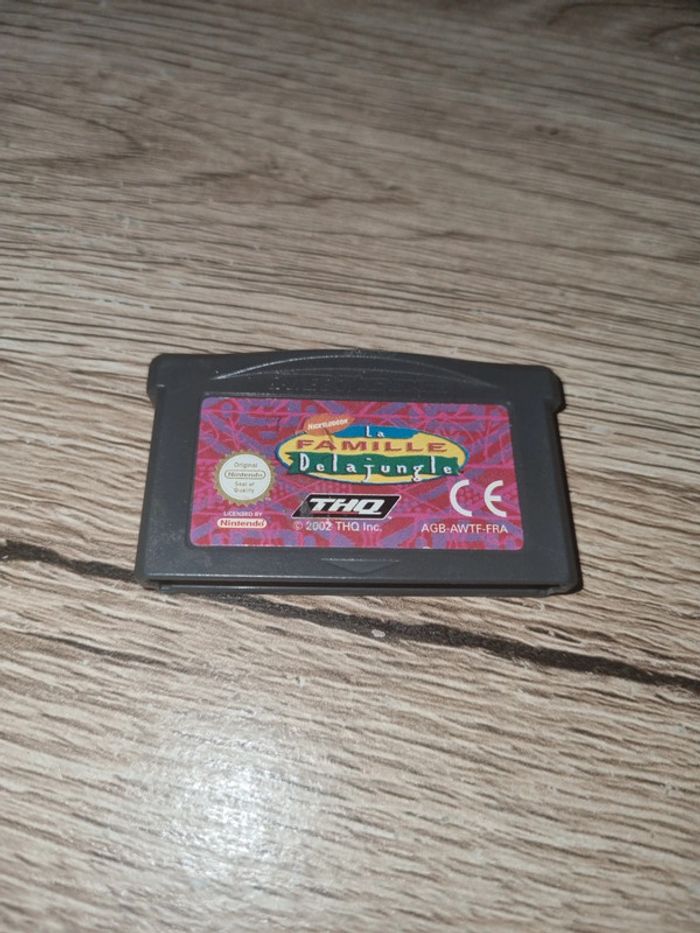 NICKELODEON
La
FAMILLE
Delajungle
Original
Nintendo
Seal of
Quality
LICENSED BY
Nintendo
THQ
© 2002 THQ Inc.
CE
AGB-AWTF-FRA